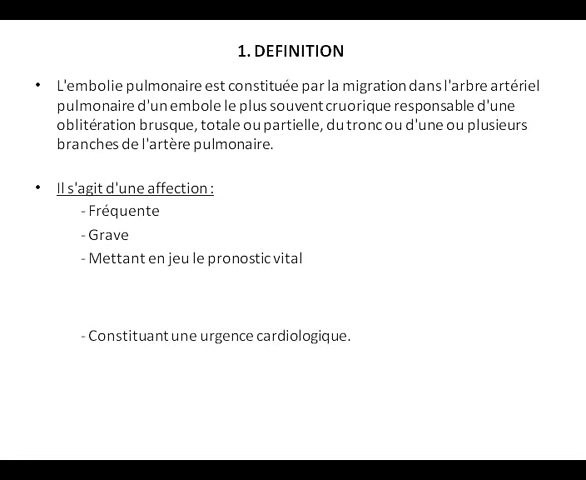 1. DEFINITION
• L'embolie pulmonaire est constituée par la migration dans l'arbre artériel
pulmonaire d'un embole le plus souvent cruorique responsable d'une
oblitération brusque, totale ou partielle, du tronc ou d'une ou plusieurs
branches de l'artère pulmonaire.
• Il s'agit d'une affection :
- Fréquente
- Grave
- Mettant en jeu le pronostic vital
- Constituant une urgence cardiologique.